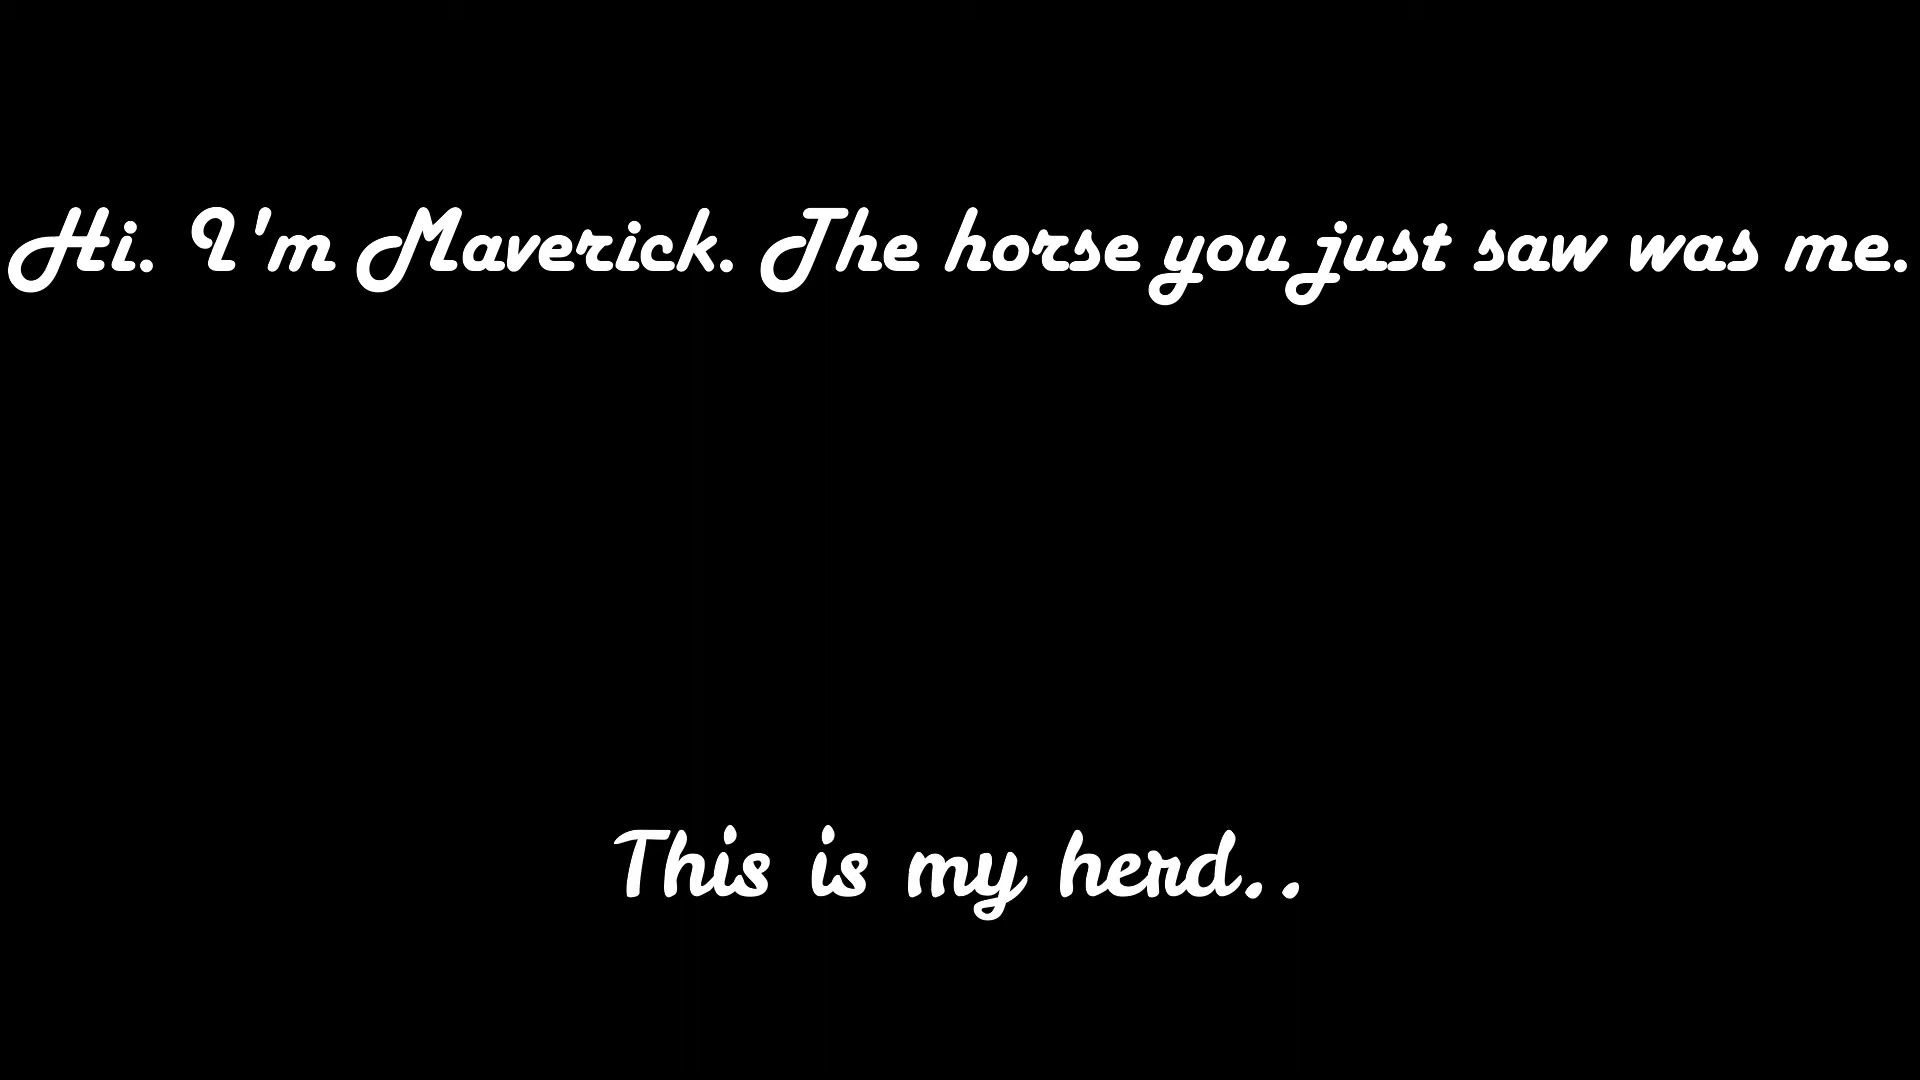 Hi. I'm Maverick. The horse you just saw was me.
This is my herd..